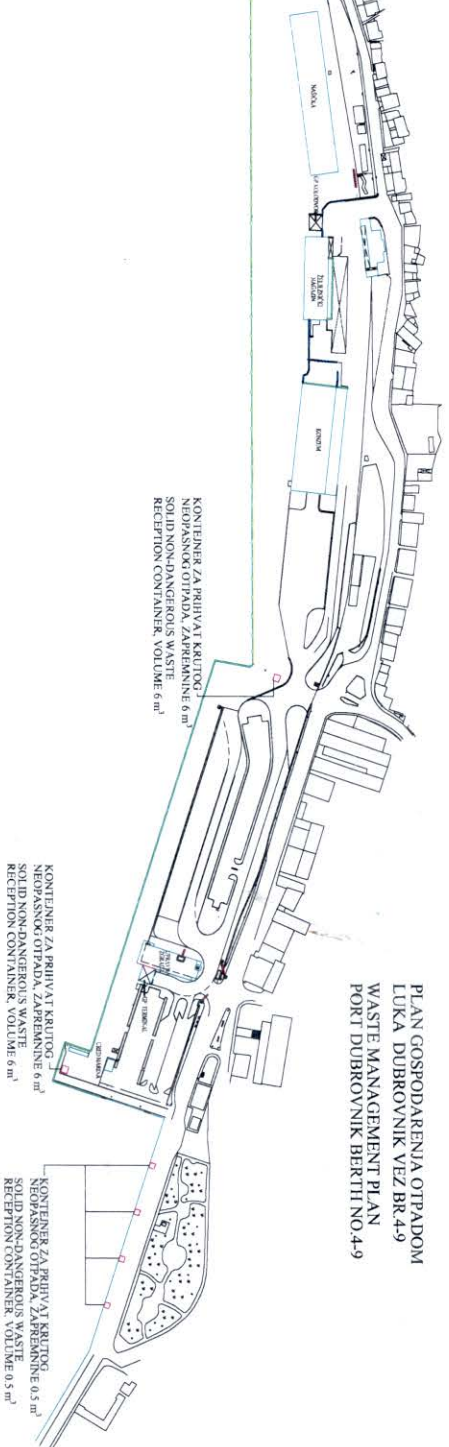 PLAN GOSPODARENJA OTPADOM
LUKA DUBROVNIK VEZ BR.4-9
WASTE MANAGEMENT PLAN
PORT DUBROVNIK BERTH NO.4-9
KONZUM
KONTEJNER ZA PRIHVAT KRUTOG
NEOPASNOG OTPADA, ZAPREMNINE 6 m³
SOLID NON-DANGEROUS WASTE
RECEPTION CONTAINER, VOLUME 6 m³
KONTEJNER ZA PRIHVAT KRUTOG
NEOPASNOG OTPADA, ZAPREMNINE 6 m³
SOLID NON-DANGEROUS WASTE
RECEPTION CONTAINER, VOLUME 6 m³
KONTEJNER ZA PRIHVAT KRUTOG
NEOPASNOG OTPADA, ZAPREMNINE 0.5 m³
SOLID NON-DANGEROUS WASTE
RECEPTION CONTAINER, VOLUME 0.5 m³